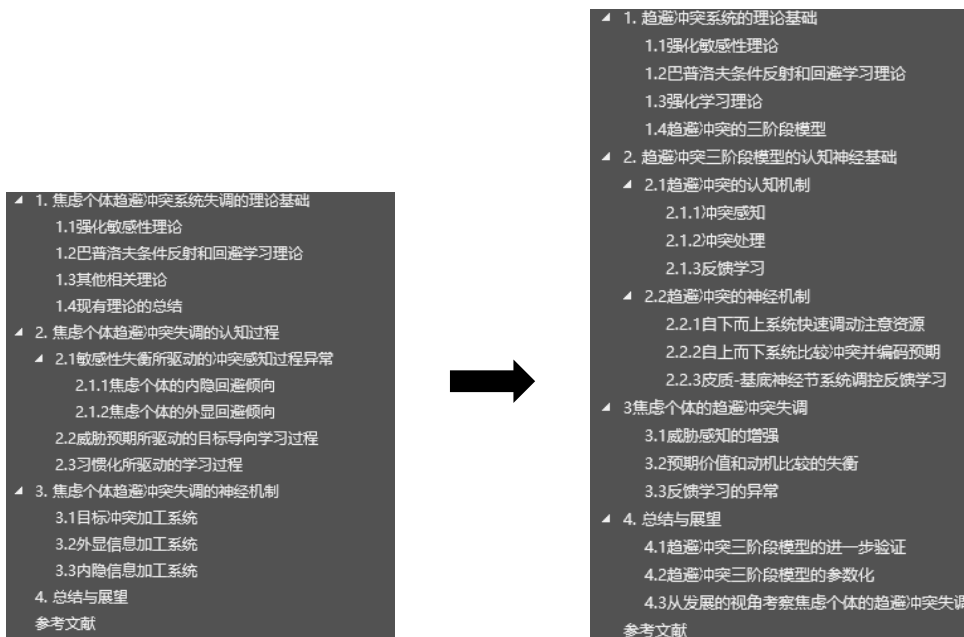 1. 焦虑个体趋避冲突系统失调的理论基础
1.1强化敏感性理论
1.2巴普洛夫条件反射和回避学习理论
1.3其他相关理论
1.4现有理论的总结
2. 焦虑个体趋避冲突失调的认知过程
2.1敏感性失衡所驱动的冲突感知过程异常
2.1.1焦虑个体的内隐回避倾向
2.1.2焦虑个体的外显回避倾向
2.2威胁预期所驱动的目标导向学习过程
2.3习惯化所驱动的学习过程
3. 焦虑个体趋避冲突失调的神经机制
3.1目标冲突加工系统
3.2外显信息加工系统
3.3内隐信息加工系统
4. 总结与展望
参考文献
1. 趋避冲突系统的理论基础
1.1强化敏感性理论
1.2巴普洛夫条件反射和回避学习理论
1.3强化学习理论
1.4趋避冲突的三阶段模型
2. 趋避冲突三阶段模型的认知神经基础
2.1趋避冲突的认知机制
2.1.1冲突感知
2.1.2冲突处理
2.1.3反馈学习
2.2趋避冲突的神经机制
2.2.1自下而上系统快速调动注意资源
2.2.2自上而下系统比较冲突并编码预期
2.2.3皮质-基底神经节系统调控反馈学习
3焦虑个体的趋避冲突失调
3.1威胁感知的增强
3.2预期价值和动机比较的失衡
3.3反馈学习的异常
4. 总结与展望
4.1趋避冲突三阶段模型的进一步验证
4.2趋避冲突三阶段模型的参数化
4.3从发展的视角考察焦虑个体的趋避冲突失调
参考文献